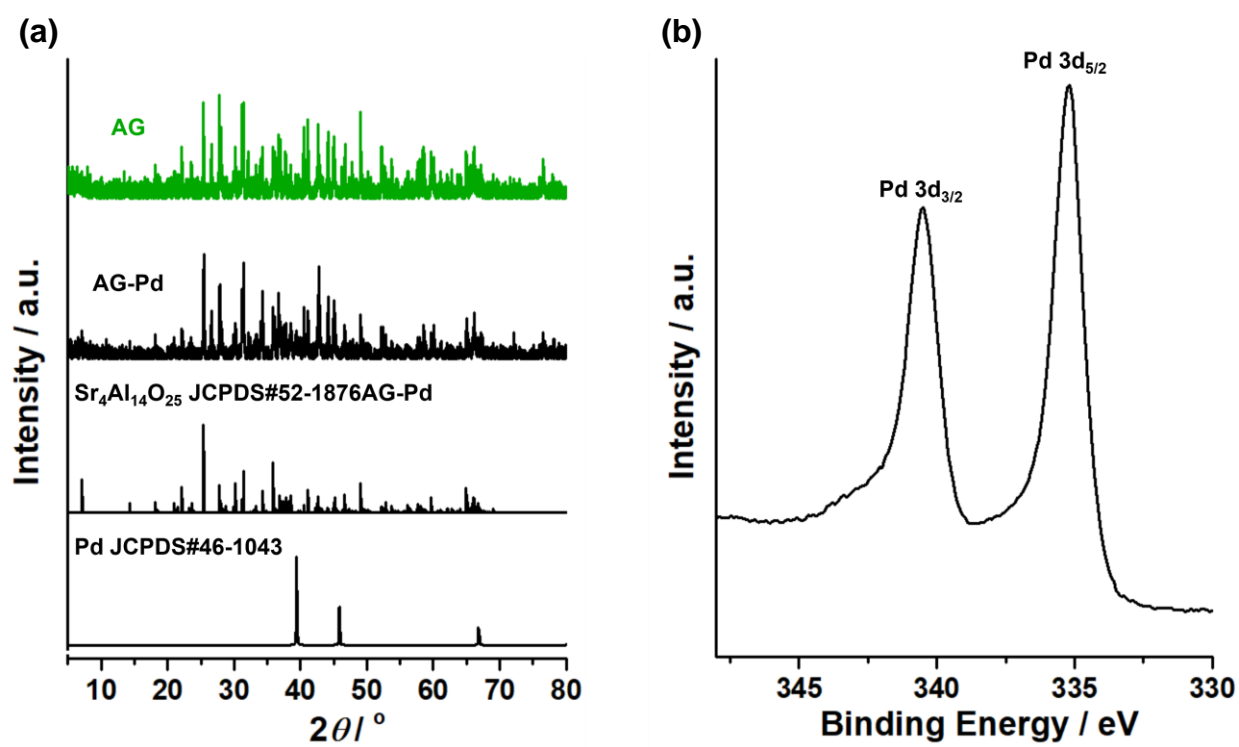 (a)
AG
AG-Pd
Sr₄Al₁₄O₂₅ JCPDS#52-1876AG-Pd
Pd JCPDS#46-1043
Intensity / a.u.
10 20 30 40 50 60 70 80
2θ/ °
(b)
Pd 3d₅/₂
Pd 3d₃/₂
Intensity / a.u.
345 340 335 330
Binding Energy / eV